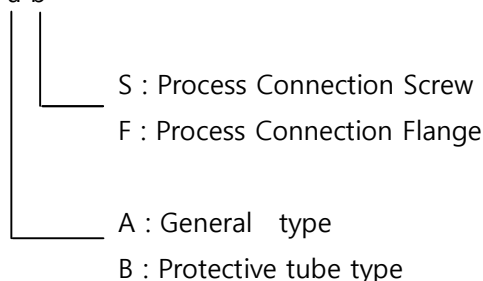 a b
S : Process Connection Screw
F : Process Connection Flange
A : General type
B : Protective tube type